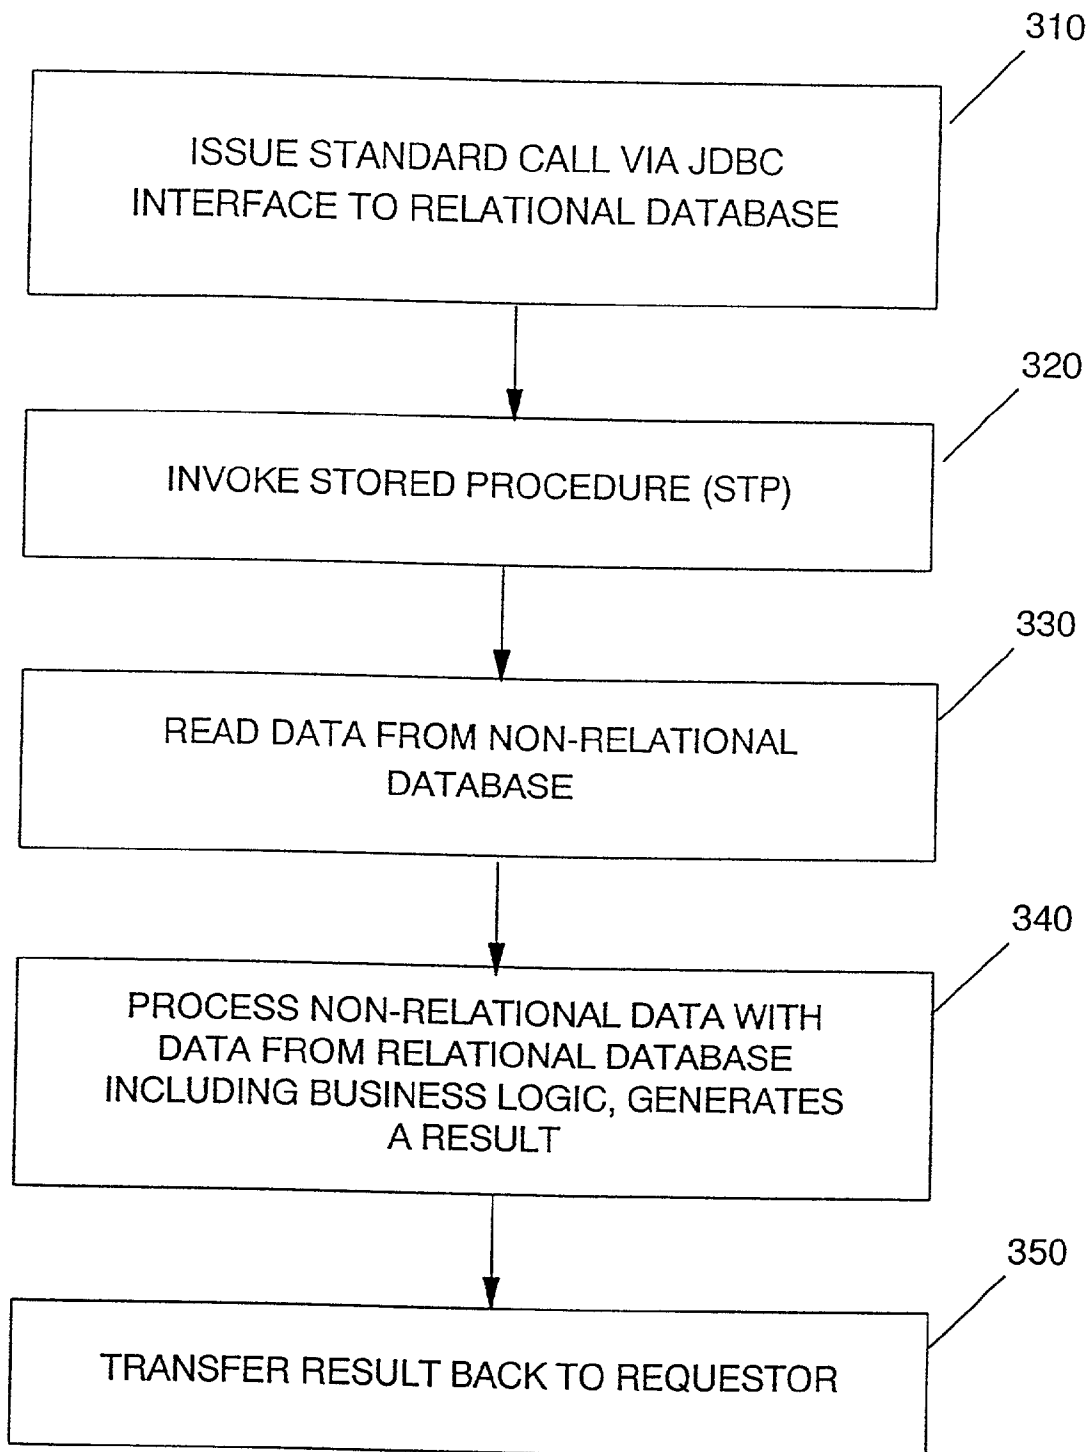 310
ISSUE STANDARD CALL VIA JDBC
INTERFACE TO RELATIONAL DATABASE
320
INVOKE STORED PROCEDURE (STP)
330
READ DATA FROM NON-RELATIONAL
DATABASE
340
PROCESS NON-RELATIONAL DATA WITH
DATA FROM RELATIONAL DATABASE
INCLUDING BUSINESS LOGIC, GENERATES
A RESULT
350
TRANSFER RESULT BACK TO REQUESTOR